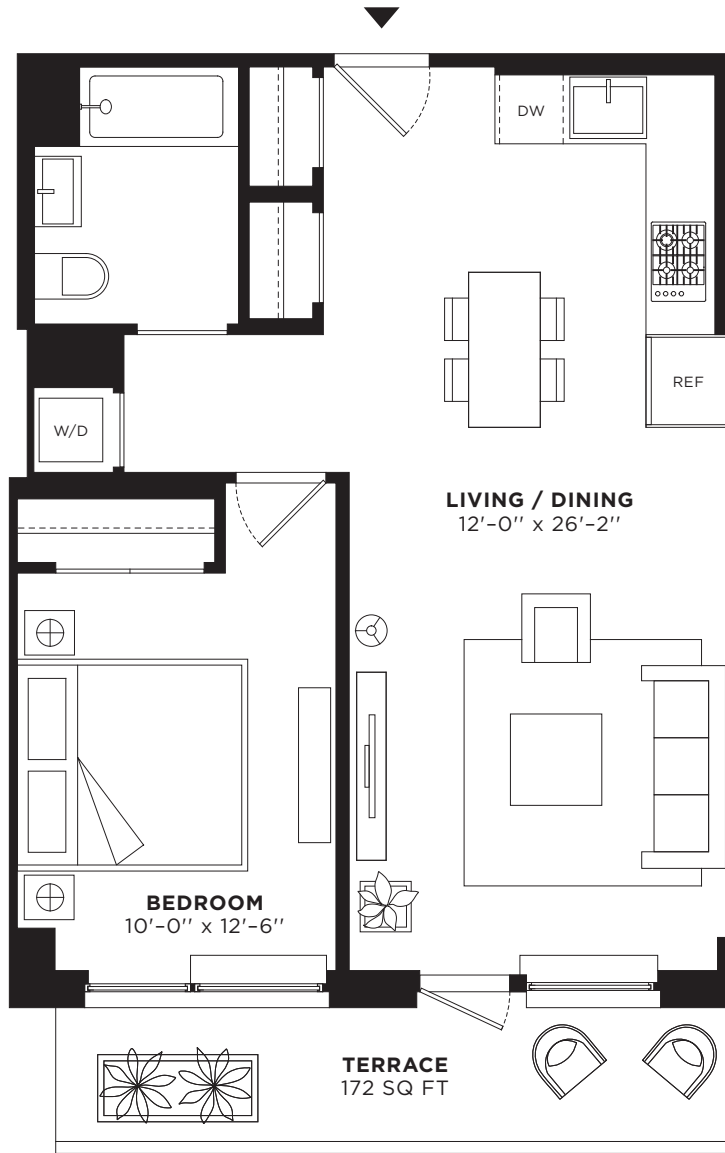 DW
REF
W/D
LIVING / DINING
12'-0'' x 26'-2''
BEDROOM
10'-0'' x 12'-6''
TERRACE
172 SQ FT